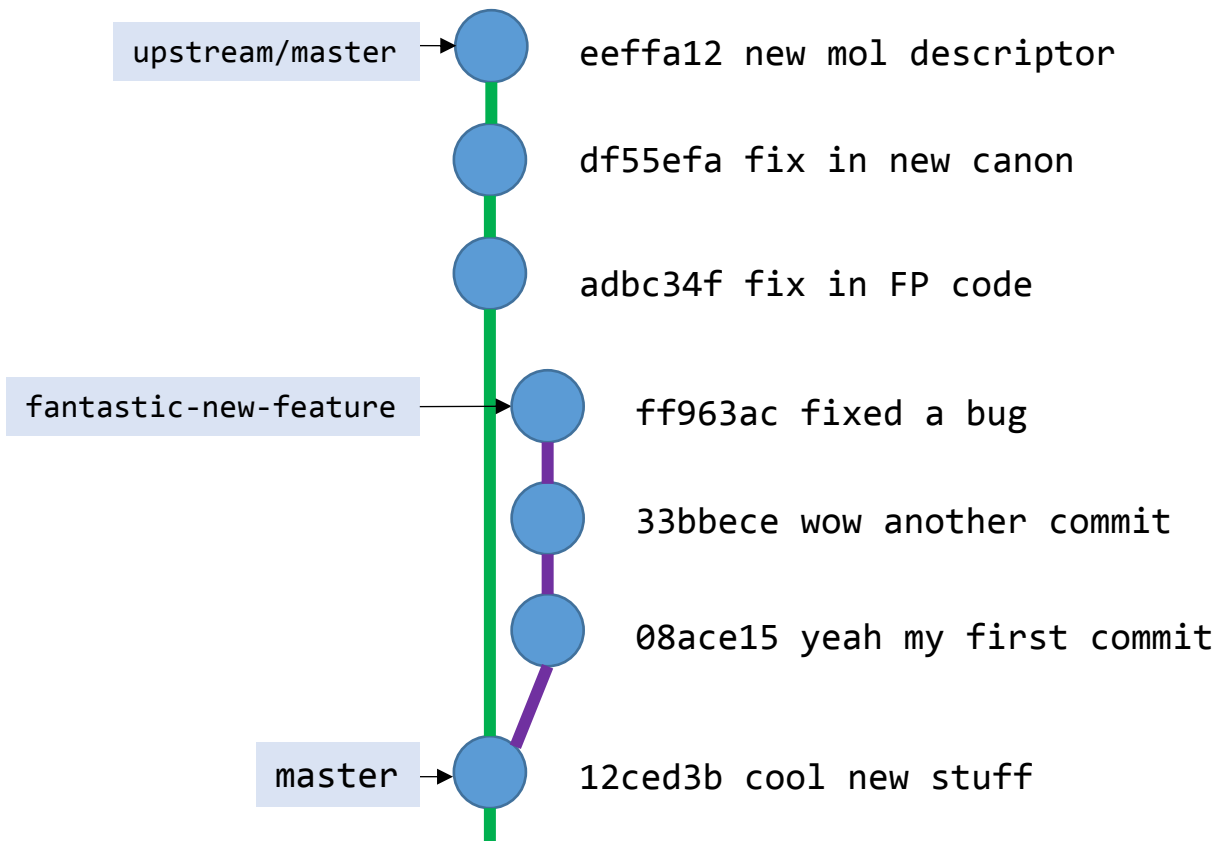 upstream/master
eeffa12 new mol descriptor
df55efa fix in new canon
adbc34f fix in FP code
fantastic-new-feature
ff963ac fixed a bug
33bbece wow another commit
08ace15 yeah my first commit
master
12ced3b cool new stuff